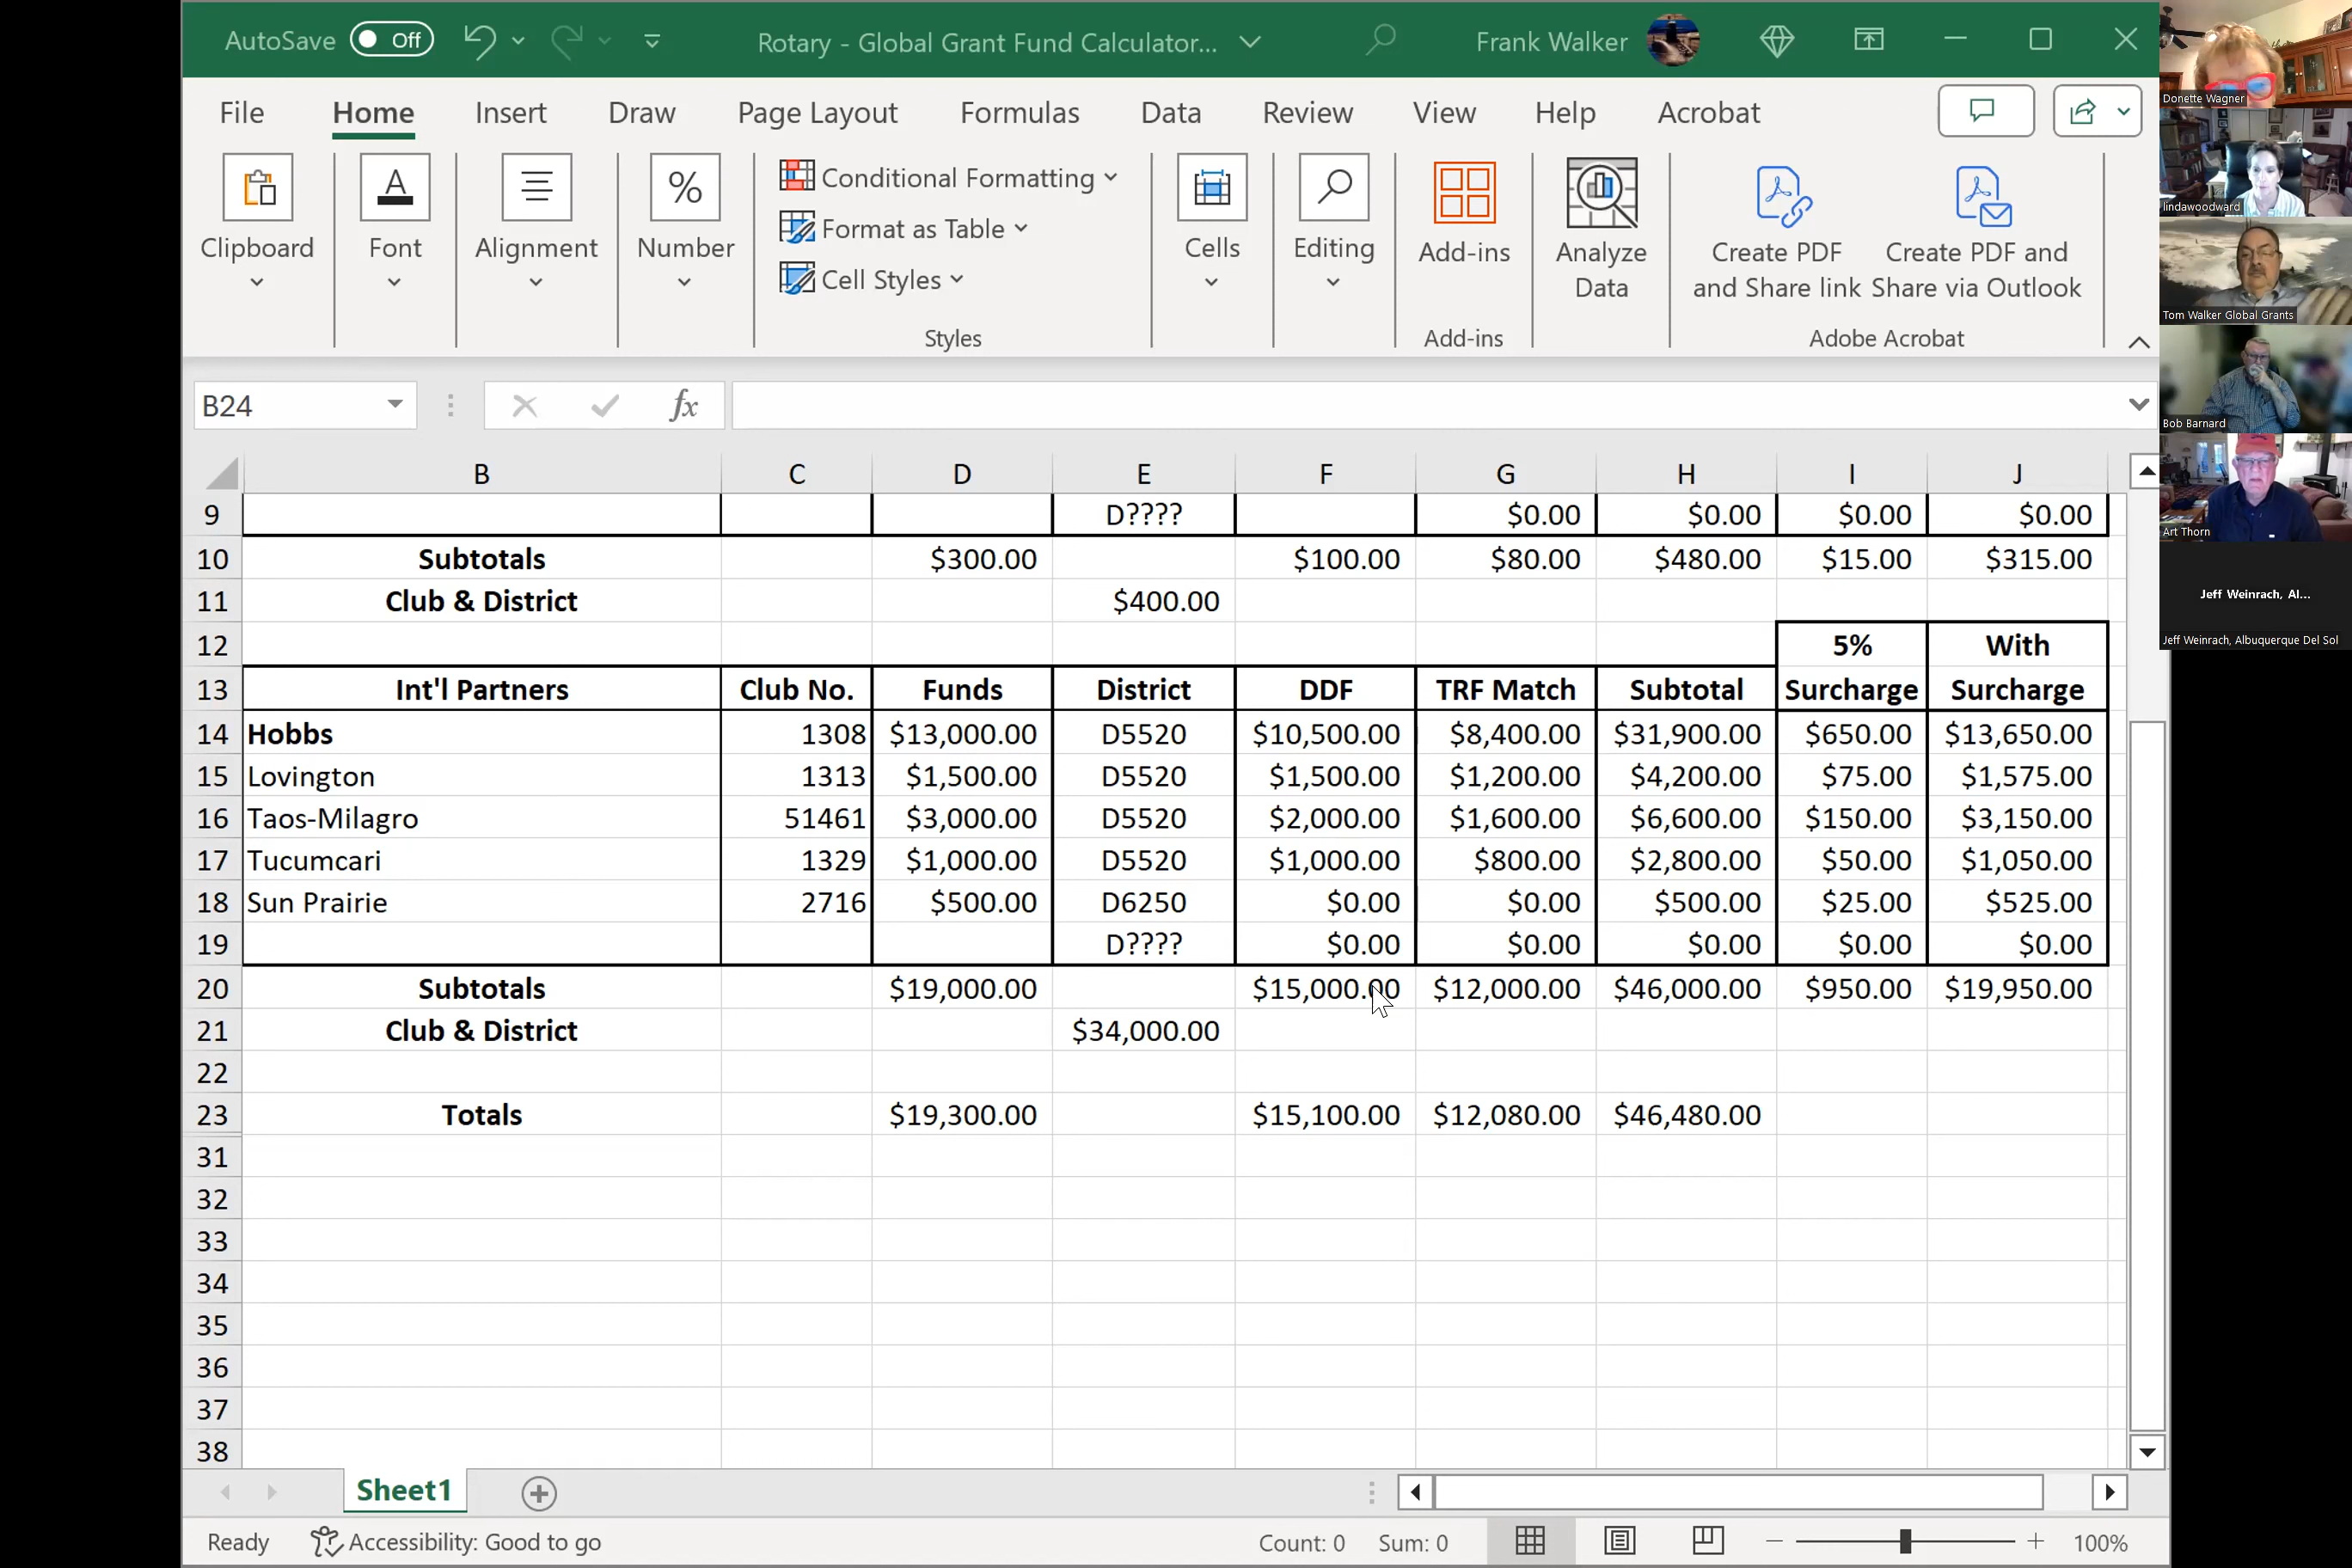 AutoSave Off Rotary - Global Grant Fund Calculator... Frank Walker
File Home Insert Draw Page Layout Formulas Data Review View Help Acrobat
Clipboard
Font
Alignment
Number
%
Conditional Formatting
Format as Table
Cell Styles
Styles
Cells
Editing
Add-ins
Add-ins
Analyze
Data
Create PDF
and Share link
Create PDF and
Share via Outlook
Adobe Acrobat
B24 fx
B C D E F G H I J
9 D???? $0.00 $0.00 $0.00 $0.00
10 Subtotals $300.00 $100.00 $80.00 $480.00 $15.00 $315.00
11 Club & District $400.00
12 5% With
13 Int'l Partners Club No. Funds District DDF TRF Match Subtotal Surcharge Surcharge
14 Hobbs 1308 $13,000.00 D5520 $10,500.00 $8,400.00 $31,900.00 $650.00 $13,650.00
15 Lovington 1313 $1,500.00 D5520 $1,500.00 $1,200.00 $4,200.00 $75.00 $1,575.00
16 Taos-Milagro 51461 $3,000.00 D5520 $2,000.00 $1,600.00 $6,600.00 $150.00 $3,150.00
17 Tucumcari 1329 $1,000.00 D5520 $1,000.00 $800.00 $2,800.00 $50.00 $1,050.00
18 Sun Prairie 2716 $500.00 D6250 $0.00 $0.00 $500.00 $25.00 $525.00
19 D???? $0.00 $0.00 $0.00 $0.00 $0.00
20 Subtotals $19,000.00 $15,000.00 $12,000.00 $46,000.00 $950.00 $19,950.00
21 Club & District $34,000.00
22
23 Totals $19,300.00 $15,100.00 $12,080.00 $46,480.00
31
32
33
34
35
36
37
38
Sheet1
Ready Accessibility: Good to go Count: 0 Sum: 0 100%
Donette Wagner
lindawoodward
Tom Walker Global Grants
Bob Barnard
Art Thorn
Jeff Weinrach, Al...
Jeff Weinrach, Albuquerque Del Sol